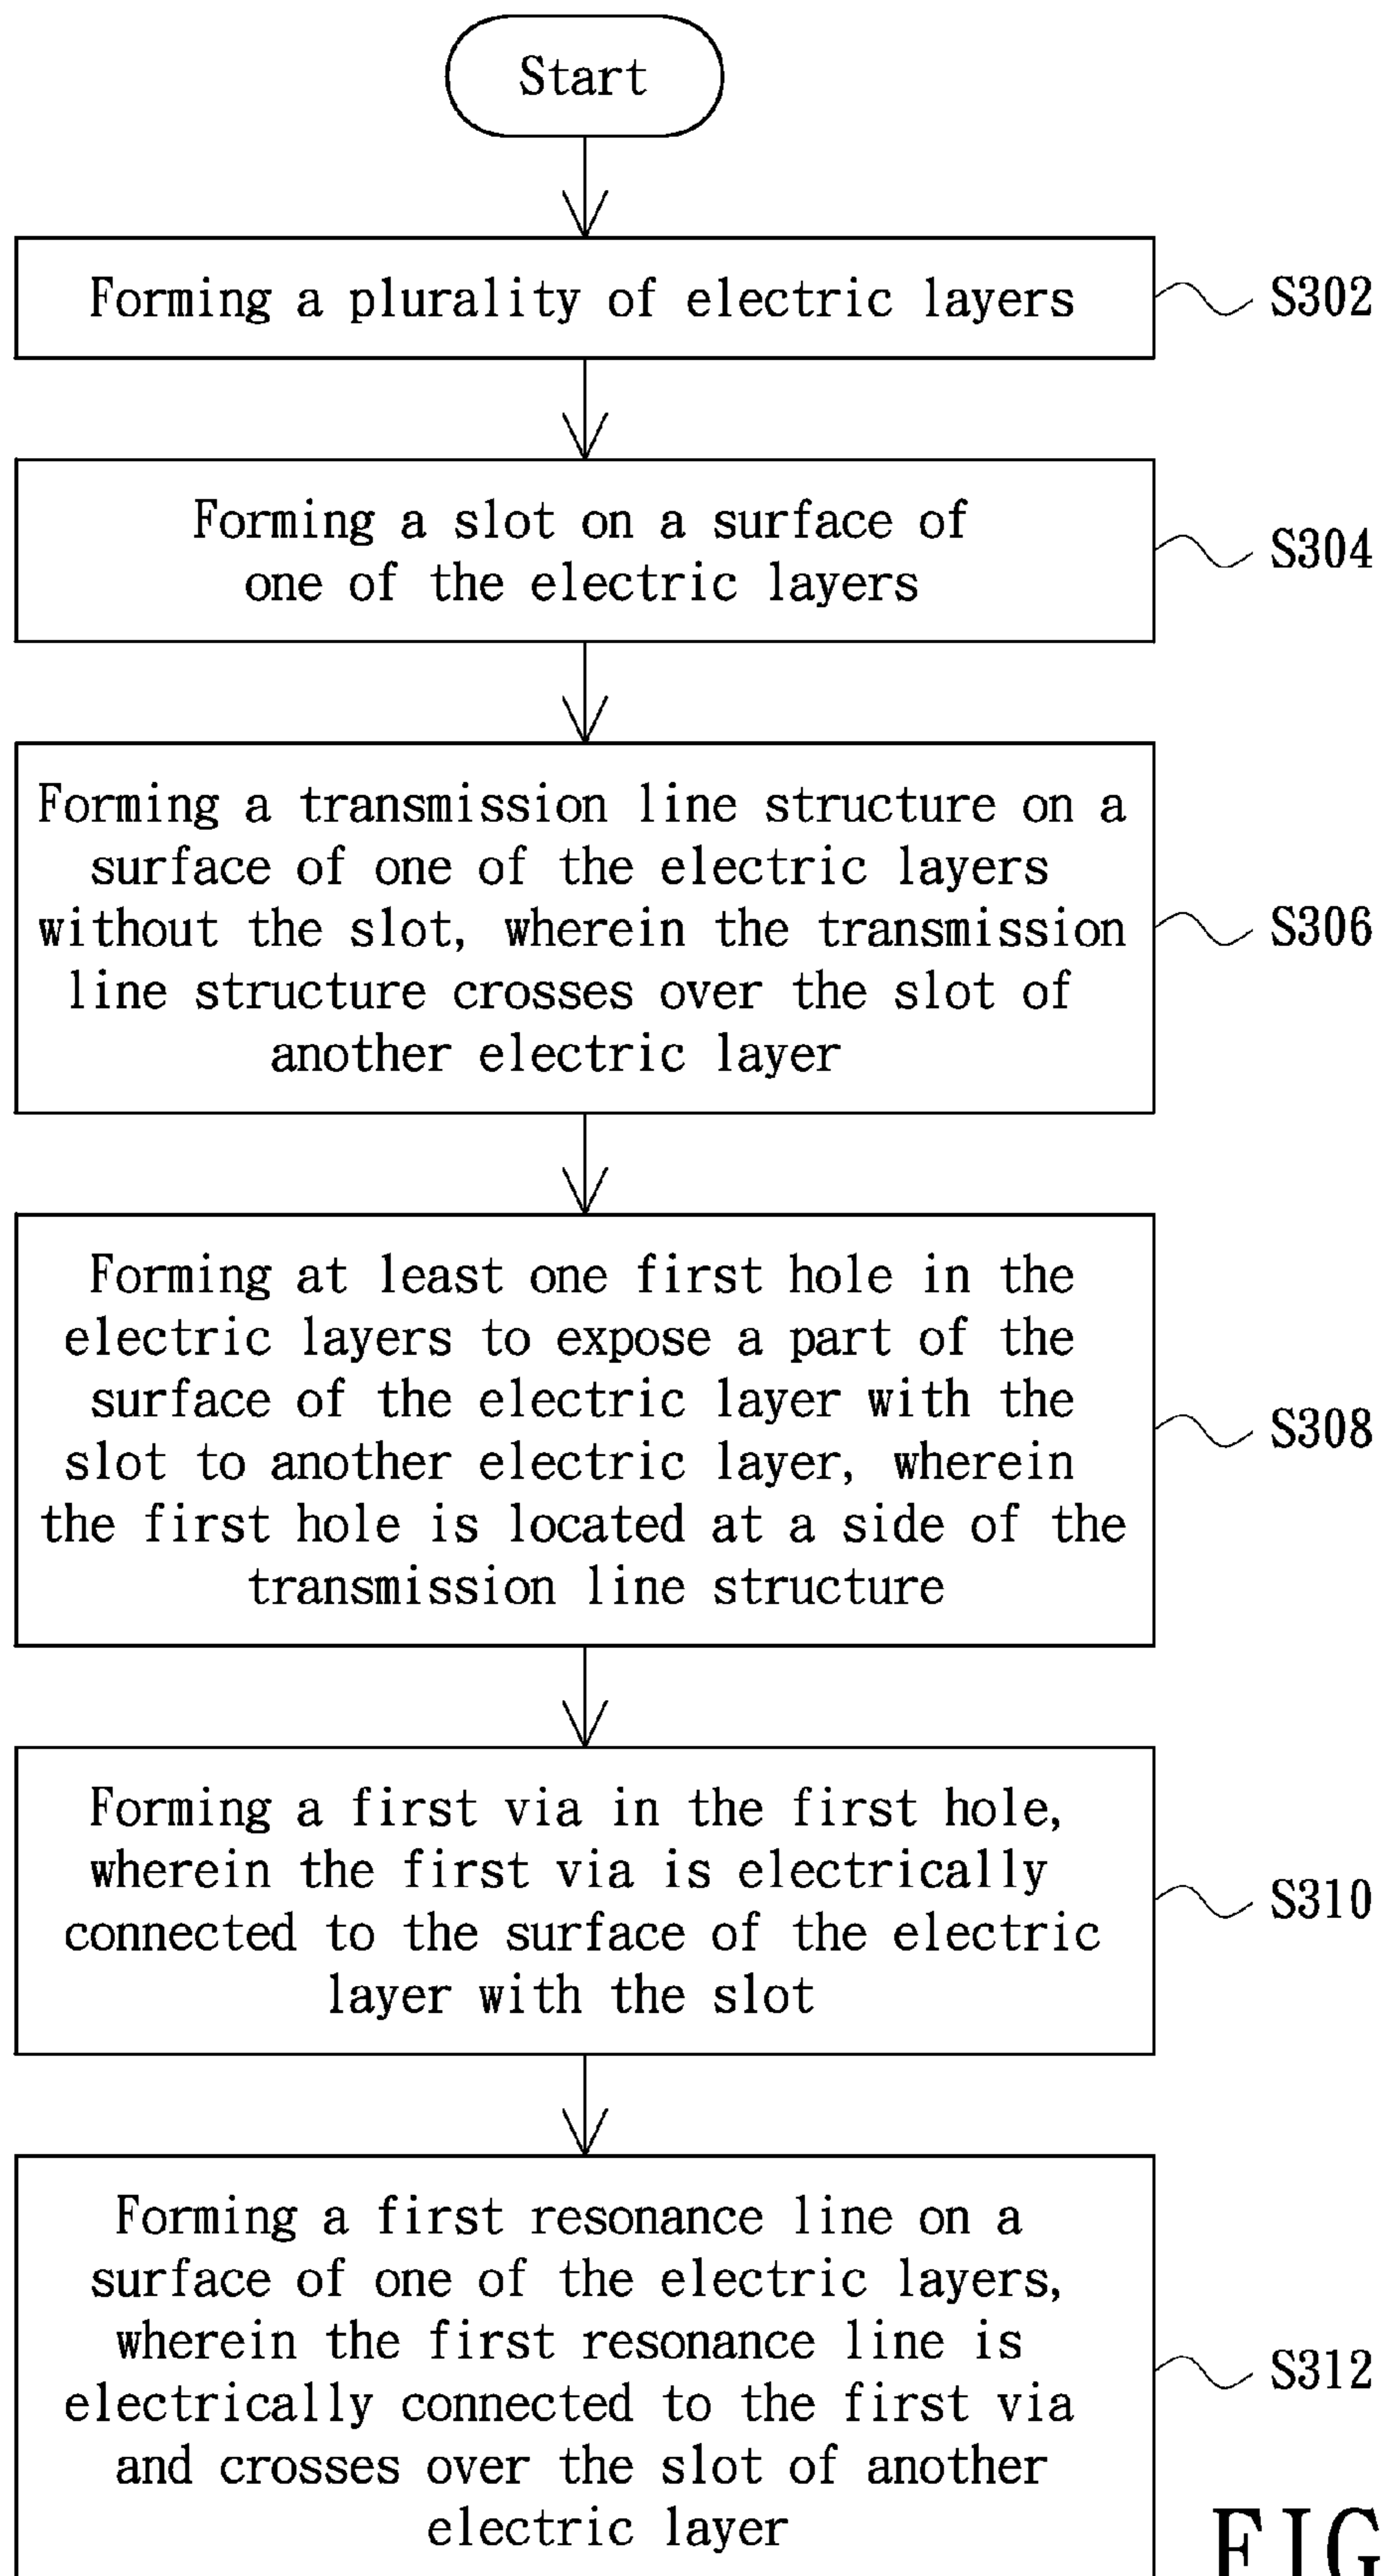 Start
Forming a plurality of electric layers
S302
Forming a slot on a surface of
one of the electric layers
S304
Forming a transmission line structure on a
surface of one of the electric layers
without the slot, wherein the transmission
line structure crosses over the slot of
another electric layer
S306
Forming at least one first hole in the
electric layers to expose a part of the
surface of the electric layer with the
slot to another electric layer, wherein
the first hole is located at a side of the
transmission line structure
S308
Forming a first via in the first hole,
wherein the first via is electrically
connected to the surface of the electric
layer with the slot
S310
Forming a first resonance line on a
surface of one of the electric layers,
wherein the first resonance line is
electrically connected to the first via
and crosses over the slot of another
electric layer
S312
FIG